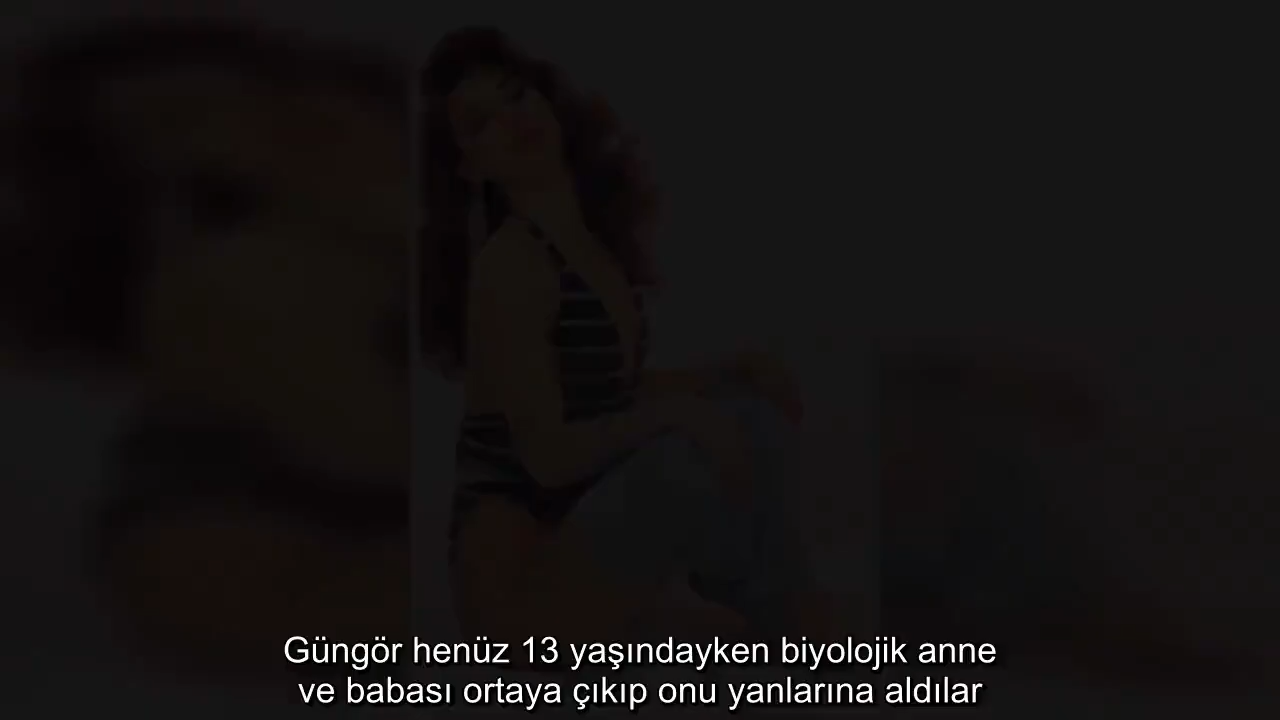 Güngör henüz 13 yaşındayken biyolojik anne
ve babası ortaya çıkıp onu yanlarına aldılar